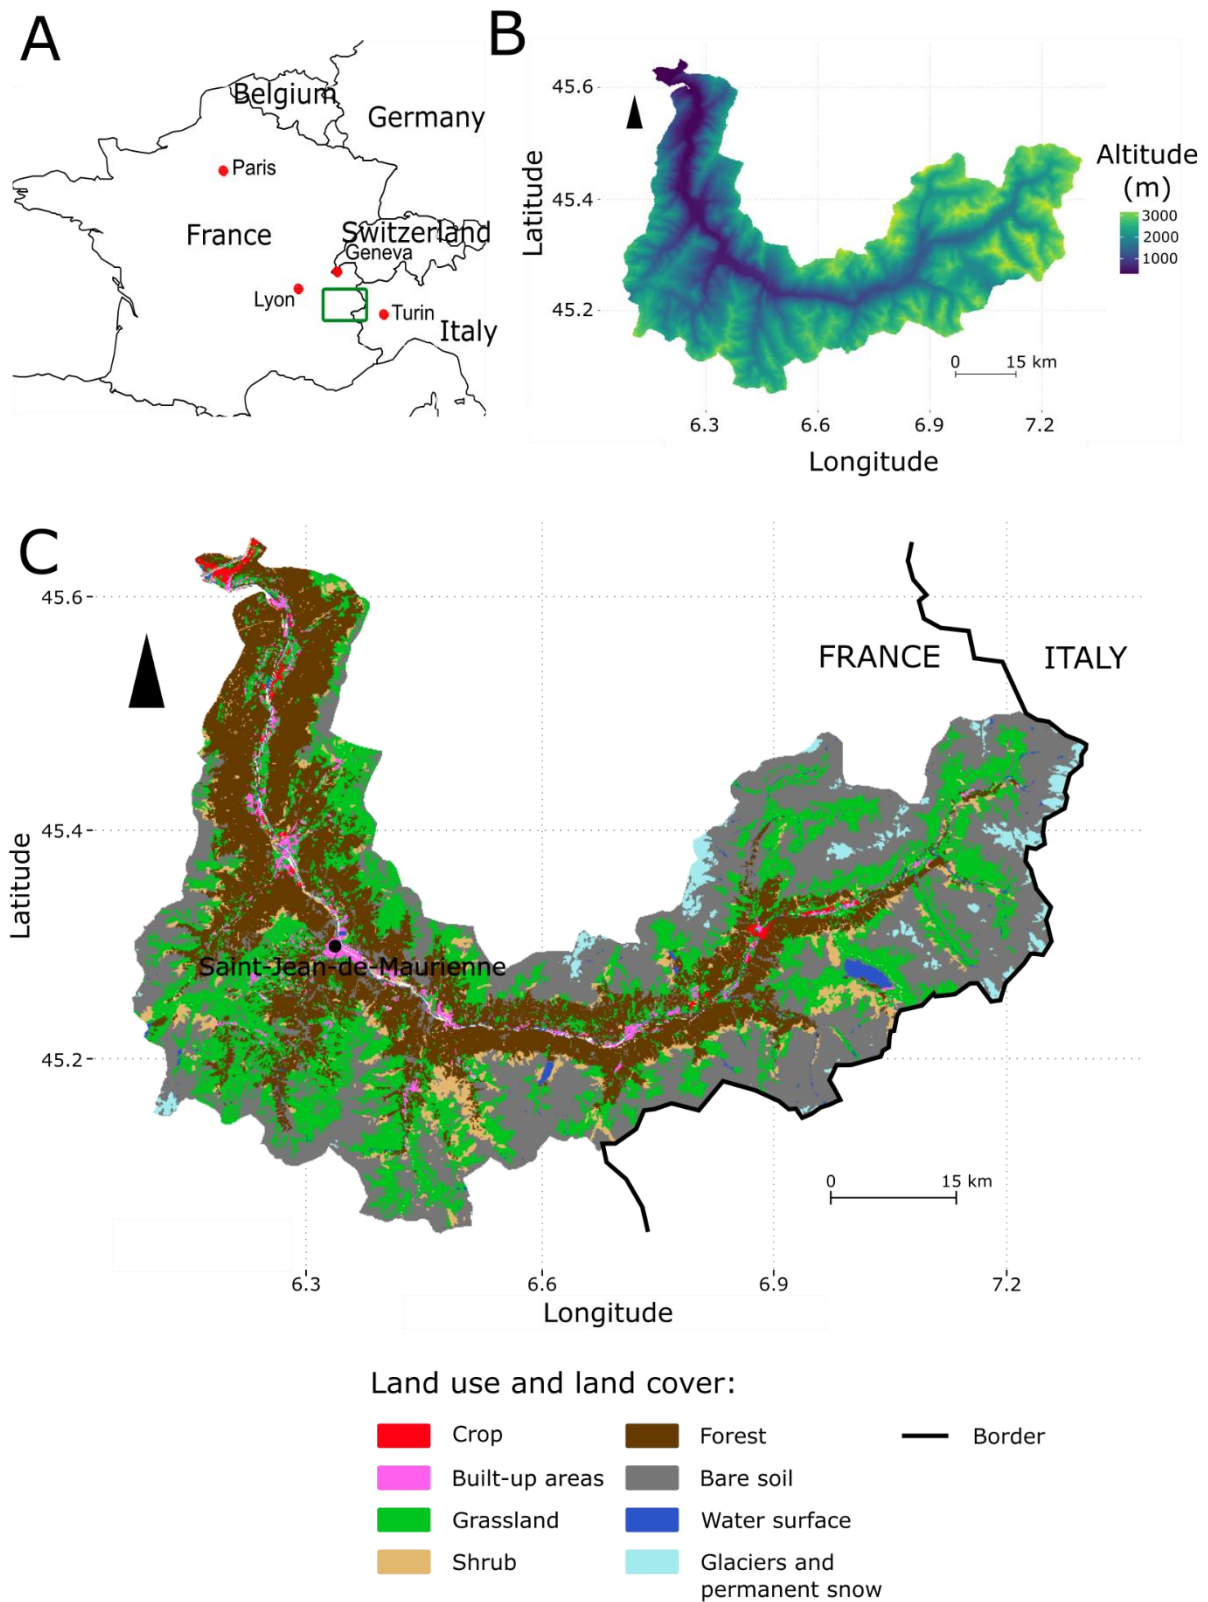 A
Belgium
Germany
Paris
France
Switzerland
Geneva
Lyon
Turin
Italy
B
45.6
45.4
45.2
Latitude
Altitude
(m)
3000
2000
1000
0 15 km
6.3 6.6 6.9 7.2
Longitude
C
45.6
45.4
45.2
Latitude
FRANCE ITALY
Saint-Jean-de-Maurienne
0 15 km
6.3 6.6 6.9 7.2
Longitude
Land use and land cover:
Crop
Built-up areas
Grassland
Shrub
Forest
Bare soil
Water surface
Glaciers and
permanent snow
Border